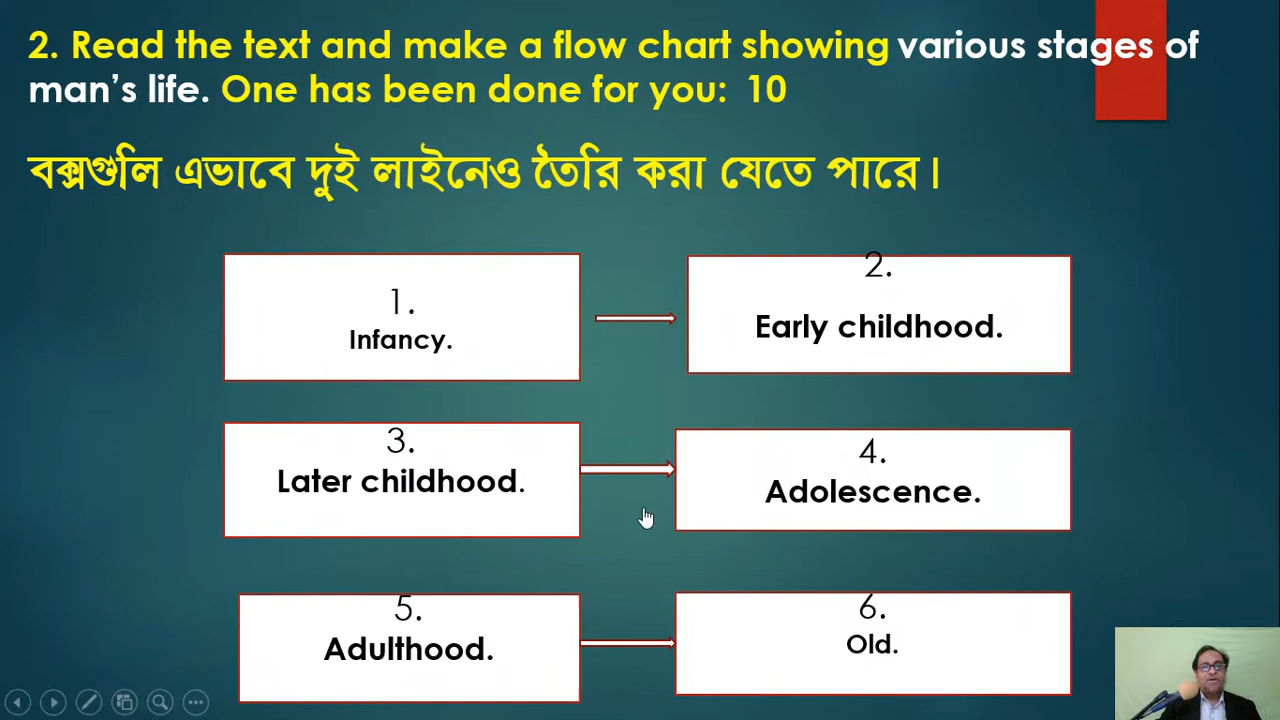 2. Read the text and make a flow chart showing various stages of
man’s life. One has been done for you: 10
বক্সগুলি এভাবে দুই লাইনেও তৈরি করা যেতে পারে।
1.
Infancy.
2.
Early childhood.
3.
Later childhood.
4.
Adolescence.
5.
Adulthood.
6.
Old.